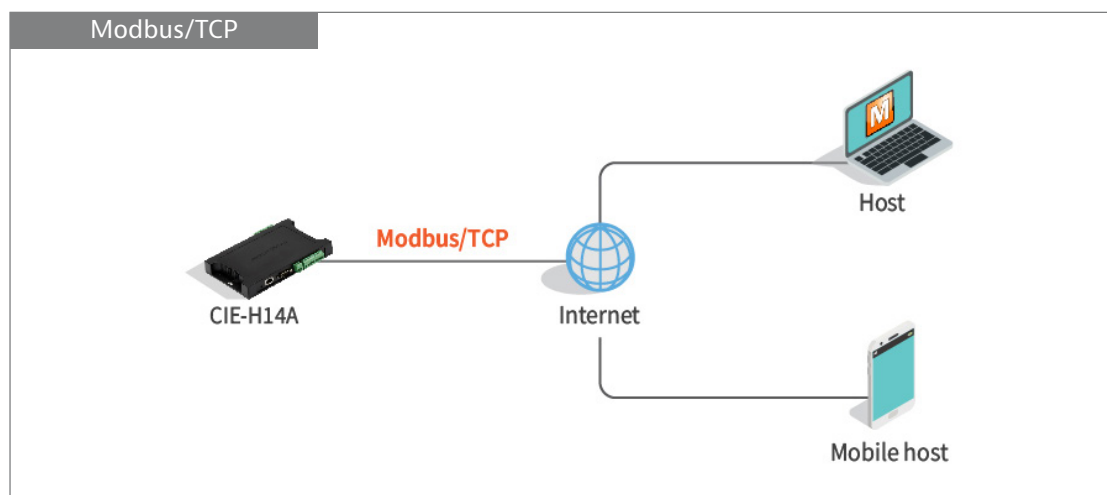 Modbus/TCP
M
Host
Modbus/TCP
CIE-H14A
Internet
Mobile host